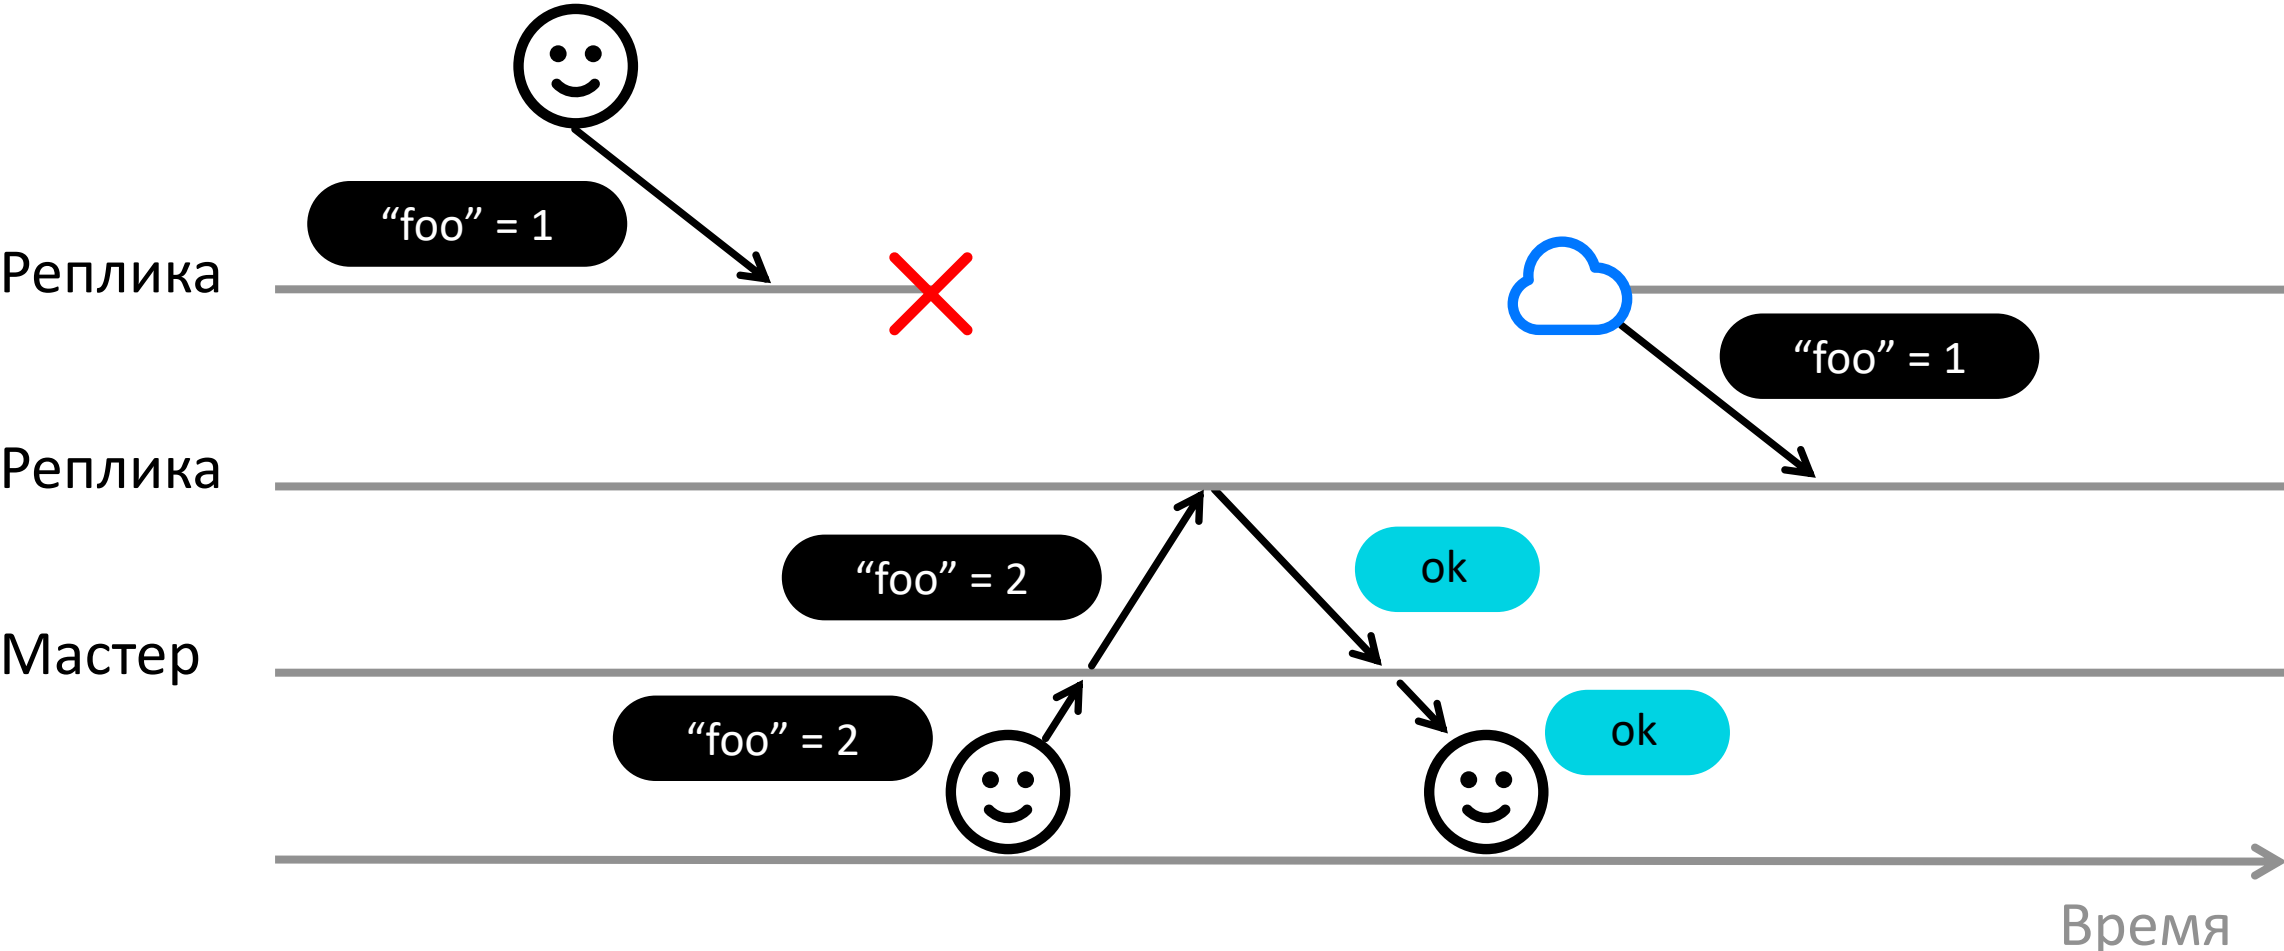 “foo” = 1
Реплика
“foo” = 1
Реплика
“foo” = 2
ok
Мастер
“foo” = 2
ok
Время